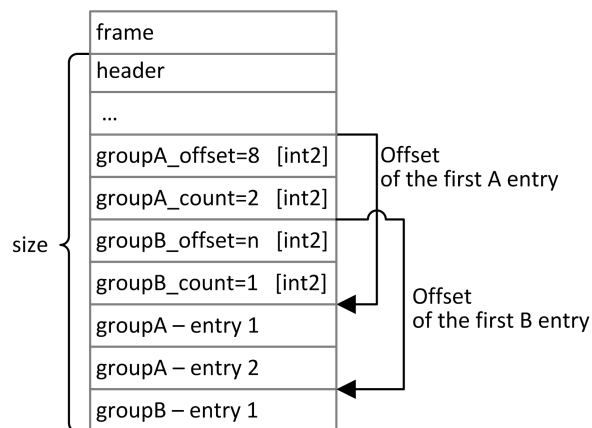 frame
header
...
groupA_offset=8 [int2]
Offset
of the first A entry
groupA_count=2 [int2]
size
groupB_offset=n [int2]
groupB_count=1 [int2]
Offset
of the first B entry
groupA – entry 1
groupA – entry 2
groupB – entry 1